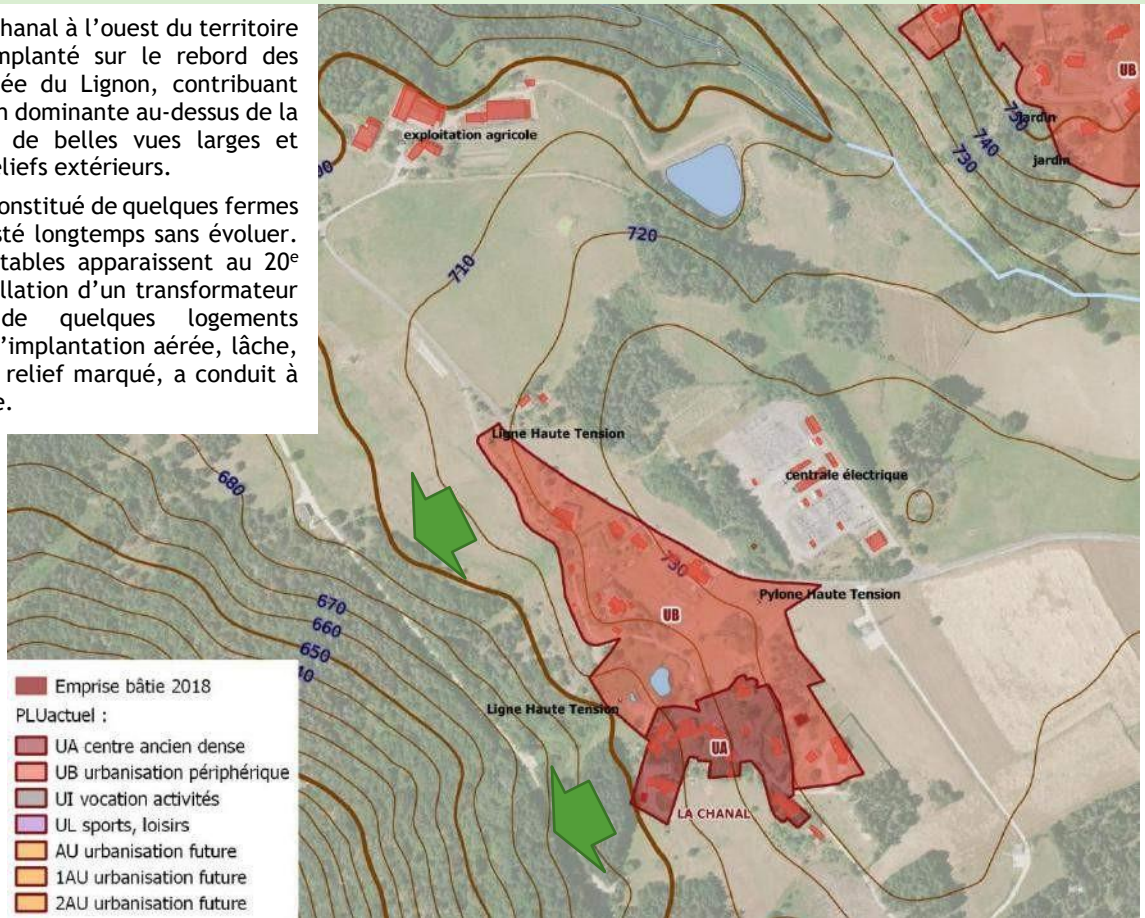 hanal à l’ouest du territoire
mplanté sur le rebord des
ée du Lignon, contribuant
n dominante au-dessus de la
de belles vues larges et
eliefs extérieurs.
onstitué de quelques fermes
sté longtemps sans évoluer.
tables apparaissent au 20e
llation d’un transformateur
de quelques logements
’implantation aérée, lâche,
relief marqué, a conduit à
e.
UB
exploitation agricole
750
jardin
740
730
jardin
00
720
710
Ligne Haute Tension
centrale électrique
680
730
Pylone Haute Tension
670
660
UB
650
40
Ligne Haute Tension
UA
LA CHANAL
Emprise bâtie 2018
PLUactuel :
UA centre ancien dense
UB urbanisation périphérique
UI vocation activités
UL sports, loisirs
AU urbanisation future
1AU urbanisation future
2AU urbanisation future